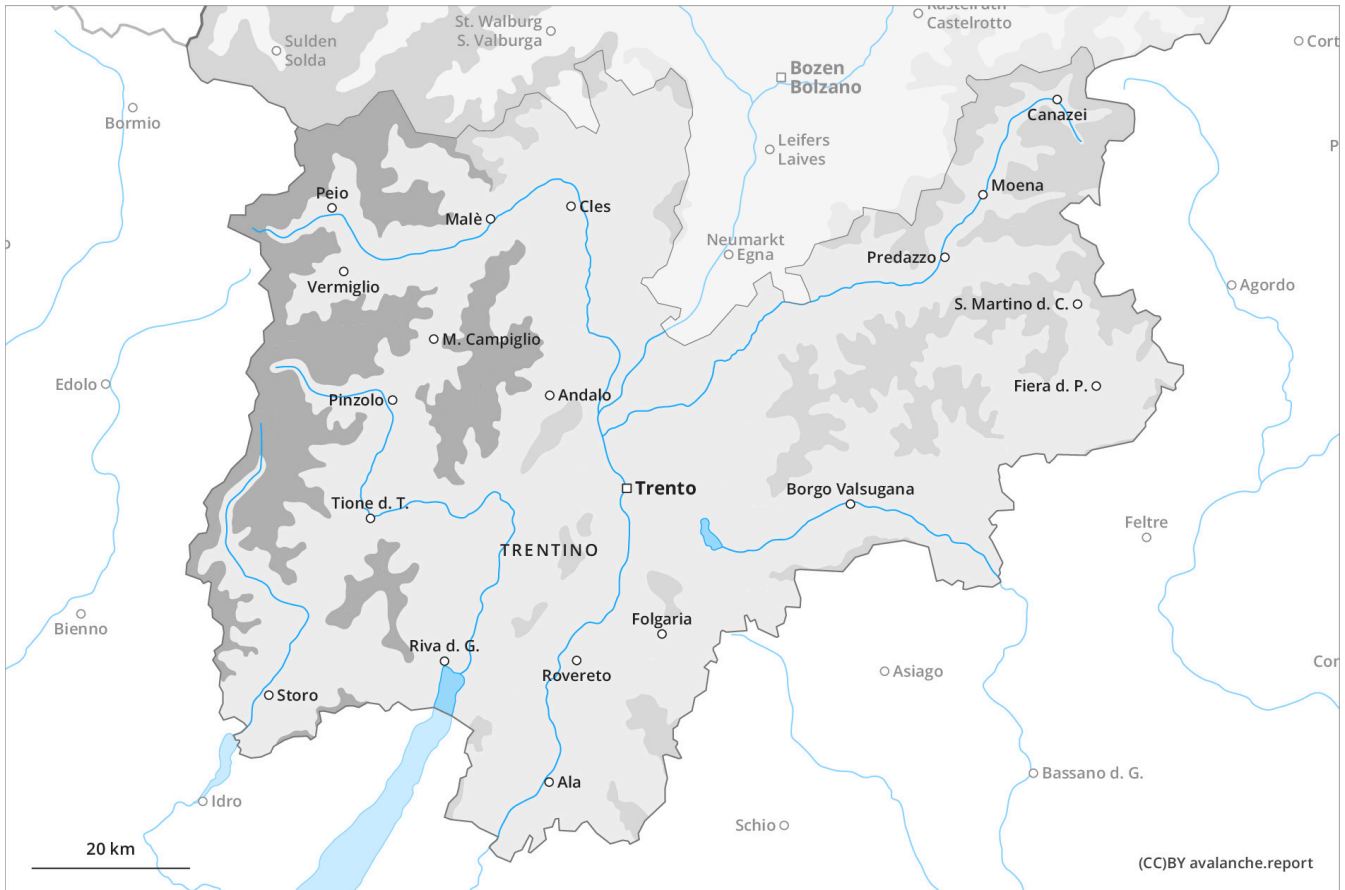 St. Walburg
S. Valburga
Castelrotto
Sulden
Solda
Cort
Bozen
Bolzano
Bormio
Canazei
Leifers
Laives
P
Peio
Moena
Malè
Cles
Neumarkt
Egna
Predazzo
Vermiglio
Agordo
S. Martino d. C.
M. Campiglio
Edolo
Fiera d. P.
Pinzolo
Andalo
Trento
Borgo Valsugana
Tione d. T.
Feltre
TRENTINO
Folgaria
Bienno
Riva d. G.
Cor
Asiago
Rovereto
Storo
Bassano d. G.
Ala
Idro
Schio
20 km
(CC)BY avalanche.report